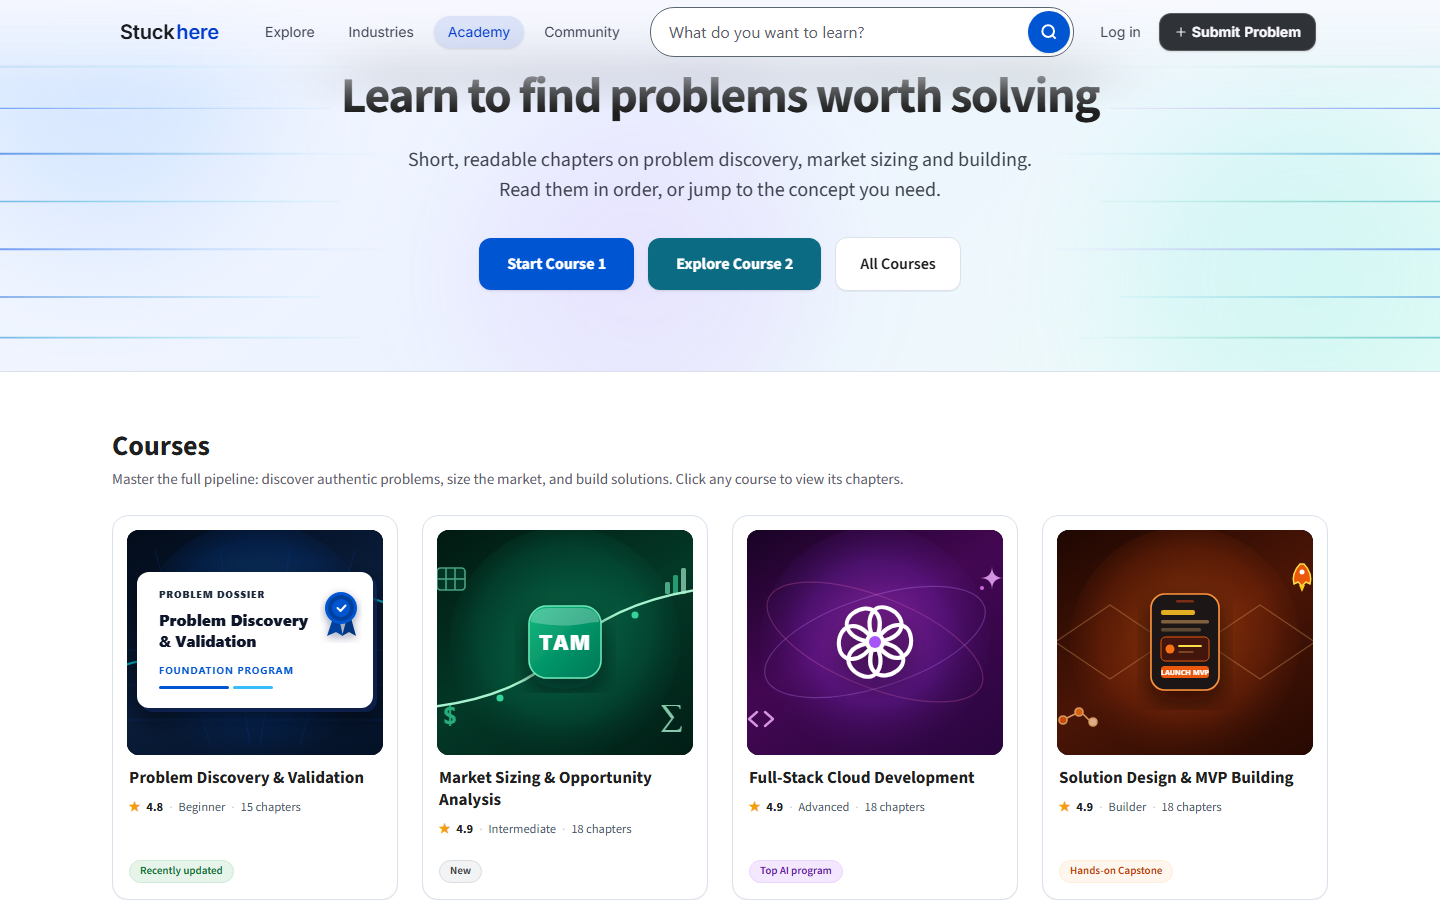 Stuckhere
Explore
Industries
Academy
Community
What do you want to learn?
Log in
+ Submit Problem
Learn to find problems worth solving
Short, readable chapters on problem discovery, market sizing and building.
Read them in order, or jump to the concept you need.
Start Course 1
Explore Course 2
All Courses
Courses
Master the full pipeline: discover authentic problems, size the market, and build solutions. Click any course to view its chapters.
PROBLEM DOSSIER
Problem Discovery
& Validation
FOUNDATION PROGRAM
Problem Discovery & Validation
★ 4.8 · Beginner · 15 chapters
Recently updated
TAM
$
∑
Market Sizing & Opportunity
Analysis
★ 4.9 · Intermediate · 18 chapters
New
<>
Full-Stack Cloud Development
★ 4.9 · Advanced · 18 chapters
Top AI program
LAUNCH MVP
Solution Design & MVP Building
★ 4.9 · Builder · 18 chapters
Hands-on Capstone